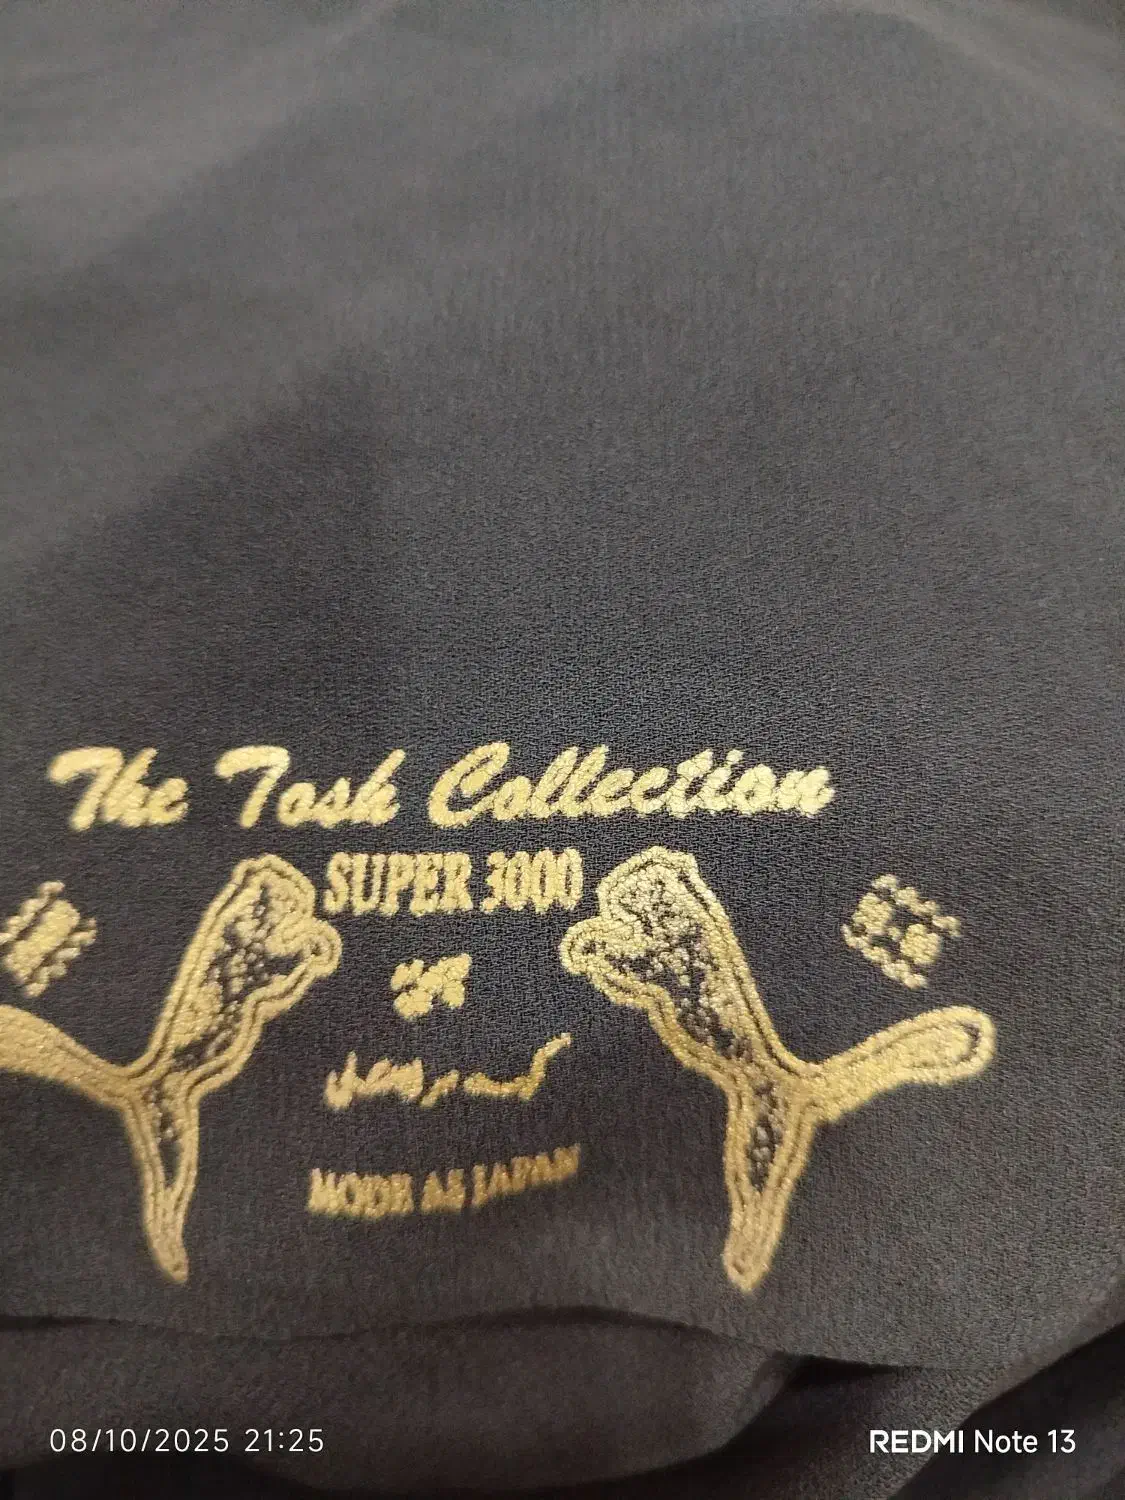 The Tosh Collection
SUPER 3000
MODE AS JAPAN
08/10/2025 21:25
REDMI Note 13